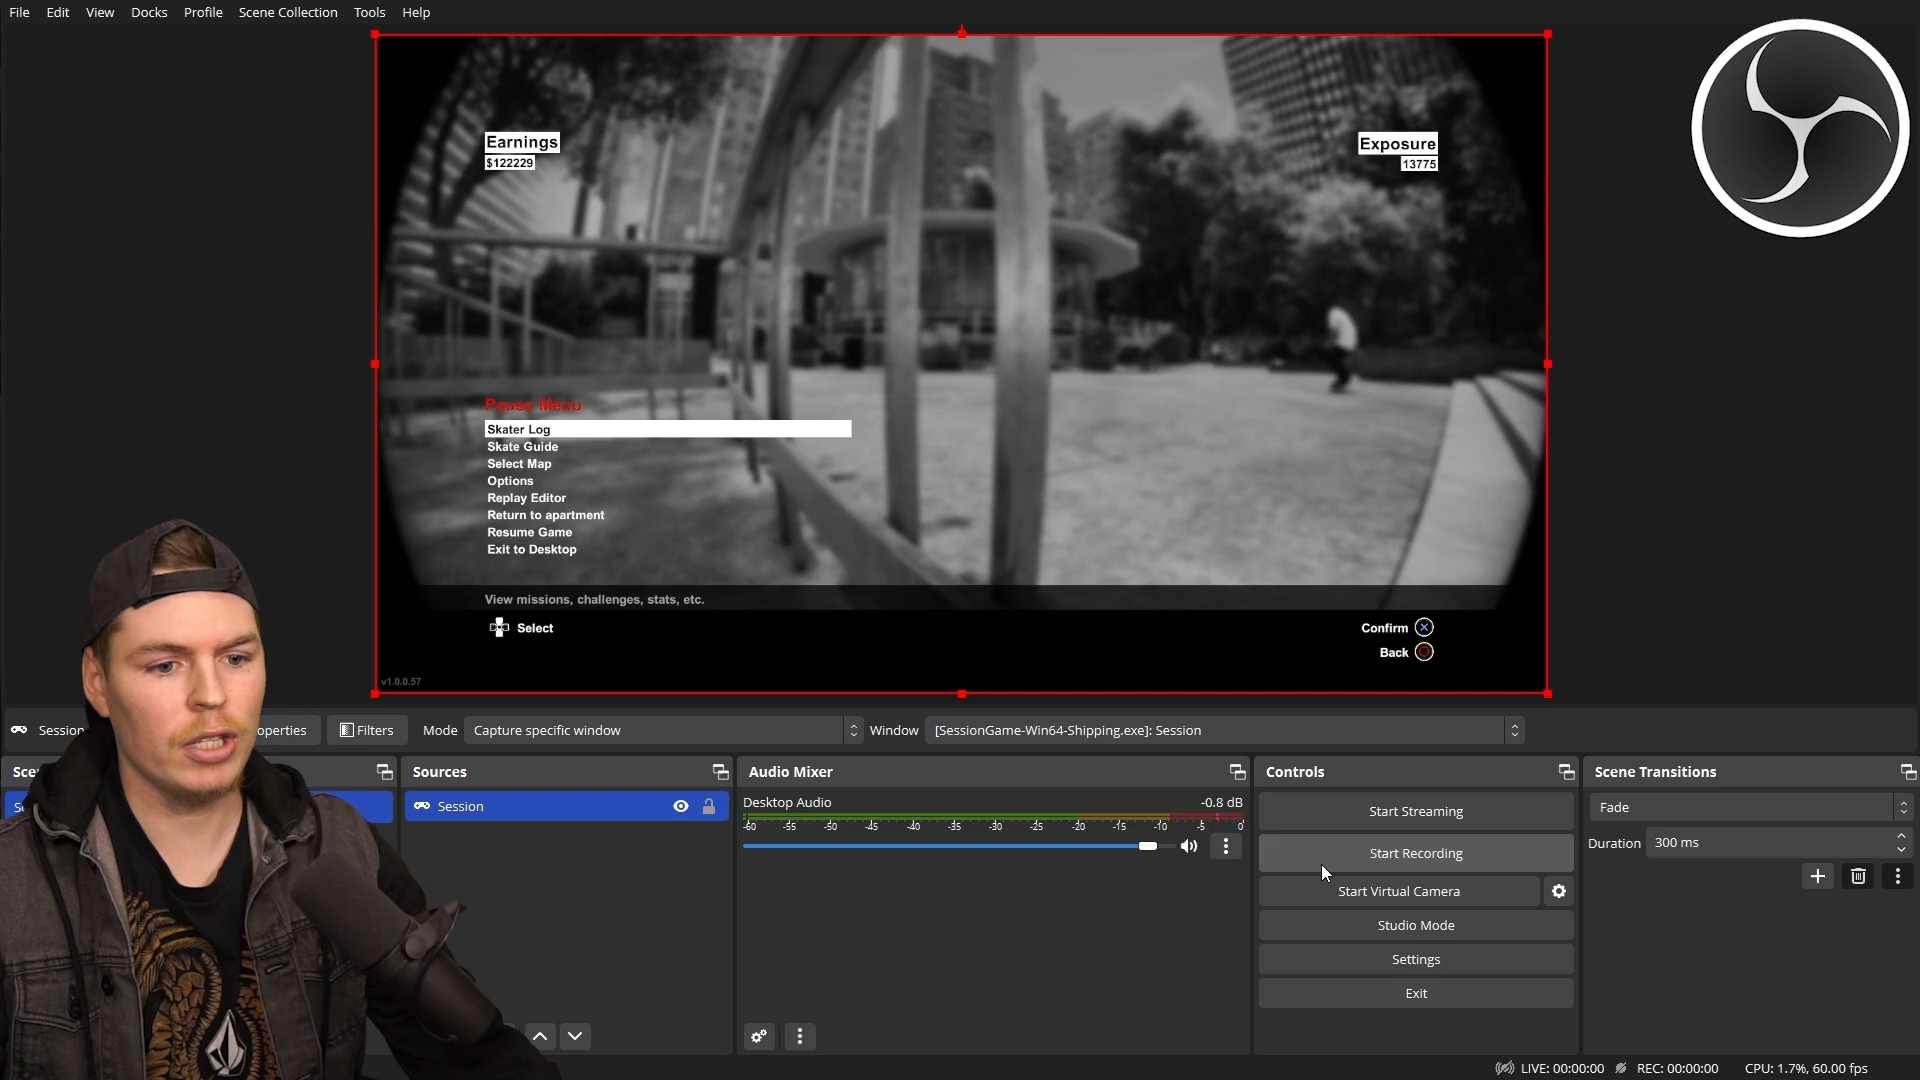 File Edit View Docks Profile Scene Collection Tools Help
Earnings
$122229
Exposure
13775
Pause Menu
Skater Log
Skate Guide
Select Map
Options
Replay Editor
Return to apartment
Resume Game
Exit to Desktop
View missions, challenges, stats, etc.
Select
Confirm
Back
v1.0.0.57
Session operties Filters Mode Capture specific window Window [SessionGame-Win64-Shipping.exe]: Session
Sce Sources Audio Mixer Controls Scene Transitions
Session
Desktop Audio -0.8 dB
-60 -55 -50 -45 -40 -35 -30 -25 -20 -15 -10 -5 0
Start Streaming
Start Recording
Start Virtual Camera
Studio Mode
Settings
Exit
Fade
Duration 300 ms
LIVE: 00:00:00 REC: 00:00:00 CPU: 1.7%, 60.00 fps